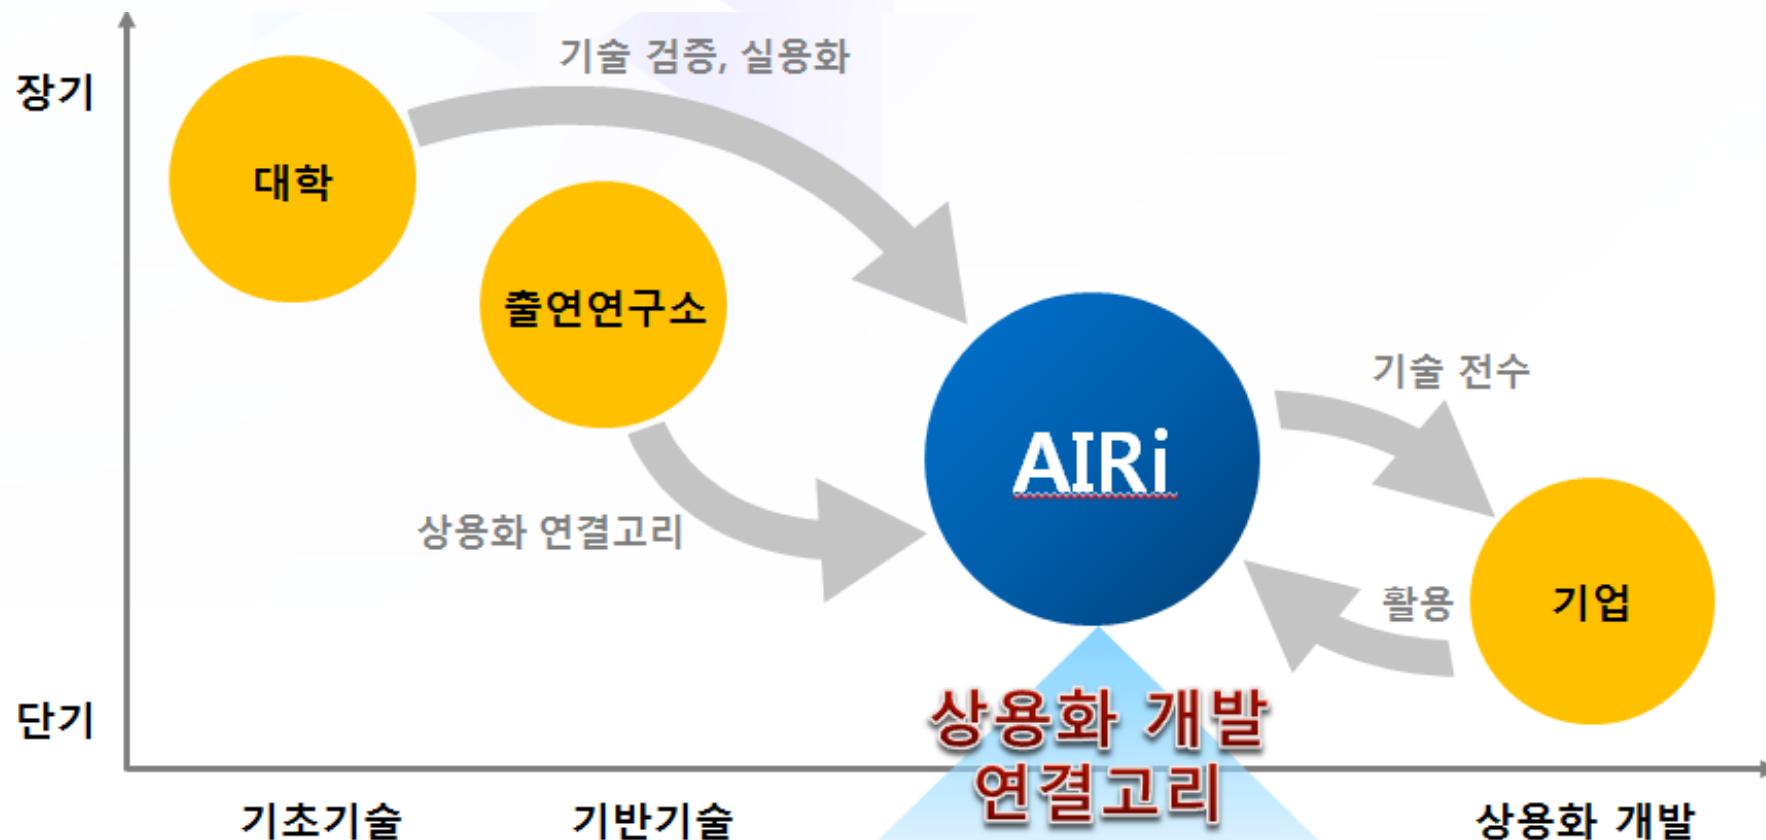 기술 검증, 실용화
장기
대학
출연연구소
기술 전수
AIRi
상용화 연결고리
활용
기업
단기
상용화 개발
연결고리
기초기술
기반기술
상용화 개발